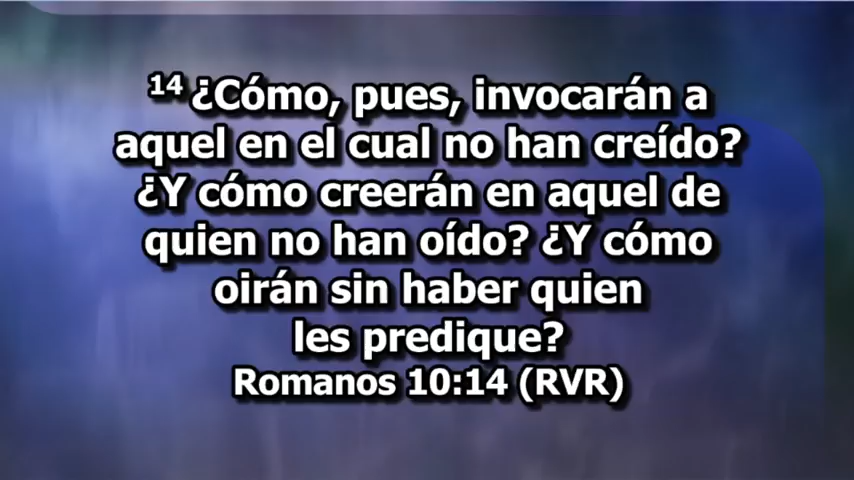 14 ¿Cómo, pues, invocarán a
aquel en el cual no han creído?
¿Y cómo creerán en aquel de
quien no han oído? ¿Y cómo
oirán sin haber quien
les predique?
Romanos 10:14 (RVR)